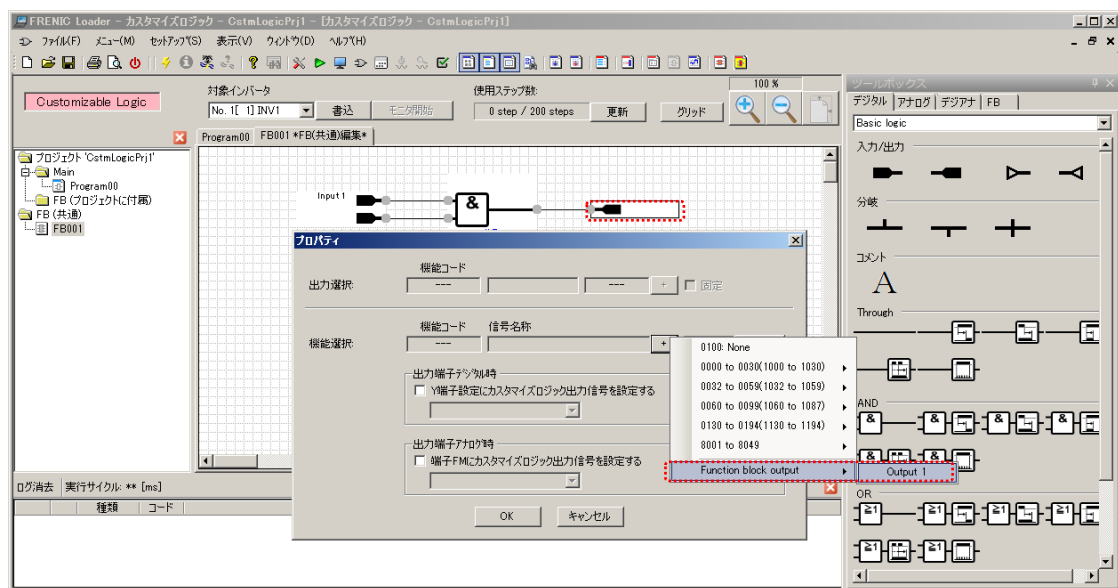 FRENIC Loader - カスタマイズロジック - CstmLogicPrj1 - [カスタマイズロジック - CstmLogicPrj1]
ファイル(F) メニュー(M) セットアップ(S) 表示(V) ウィンドウ(D) ヘルプ(H)
Customizable Logic
対象インバータ
No. 1[ 1] INV1
書込
モニタ開始
使用ステップ数:
0 step / 200 steps
更新
グリッド
100 %
プロジェクト 'CstmLogicPrj1'
Main
Program00
FB (プロジェクトに付属)
FB (共通)
FB001
Program00
FB001 *FB(共通)編集*
Input 1
&
プロパティ
機能コード
出力選択:
---
---
+
固定
機能コード 信号名称
機能選択:
---
+
出力端子デジタル時
Y端子設定にカスタマイズロジック出力信号を設定する
出力端子アナログ時
端子FMにカスタマイズロジック出力信号を設定する
OK
キャンセル
0100: None
0000 to 0030(1000 to 1030)
0032 to 0059(1032 to 1059)
0060 to 0099(1060 to 1087)
0130 to 0194(1130 to 1194)
8001 to 8049
Function block output
Output 1
ログ消去 実行サイクル: ** [ms]
種類 コード
ツールボックス
デジタル アナログ デジアナ FB
Basic logic
入力/出力
分岐
コメント
A
Through
AND
& & & &
& &
OR
≧1 ≧1 ≧1 ≧1
≧1 ≧1